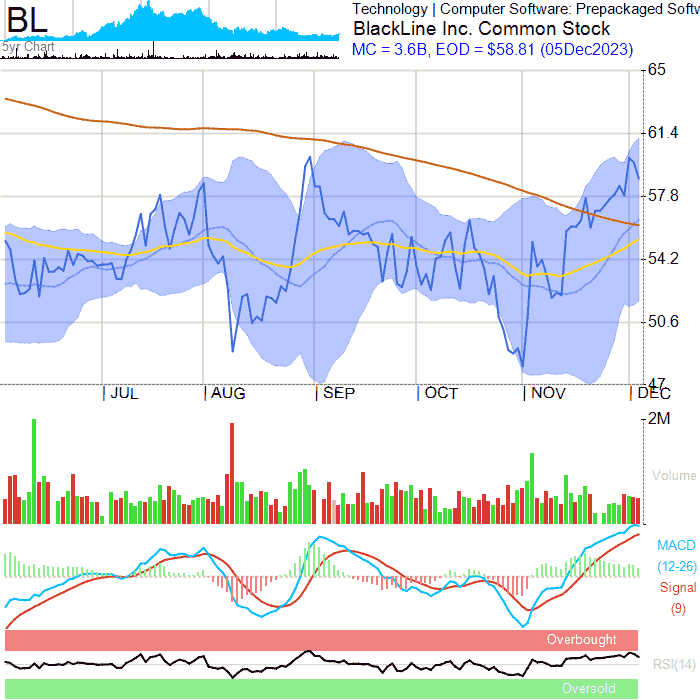 BL
5yr Chart
Technology | Computer Software: Prepackaged Softw
BlackLine Inc. Common Stock
MC = 3.6B, EOD = $58.81 (05Dec2023)
65
61.4
57.8
54.2
50.6
47
JUL AUG SEP OCT NOV DEC
2M
Volume
MACD
(12-26)
Signal
(9)
Overbought
RSI(14)
Oversold